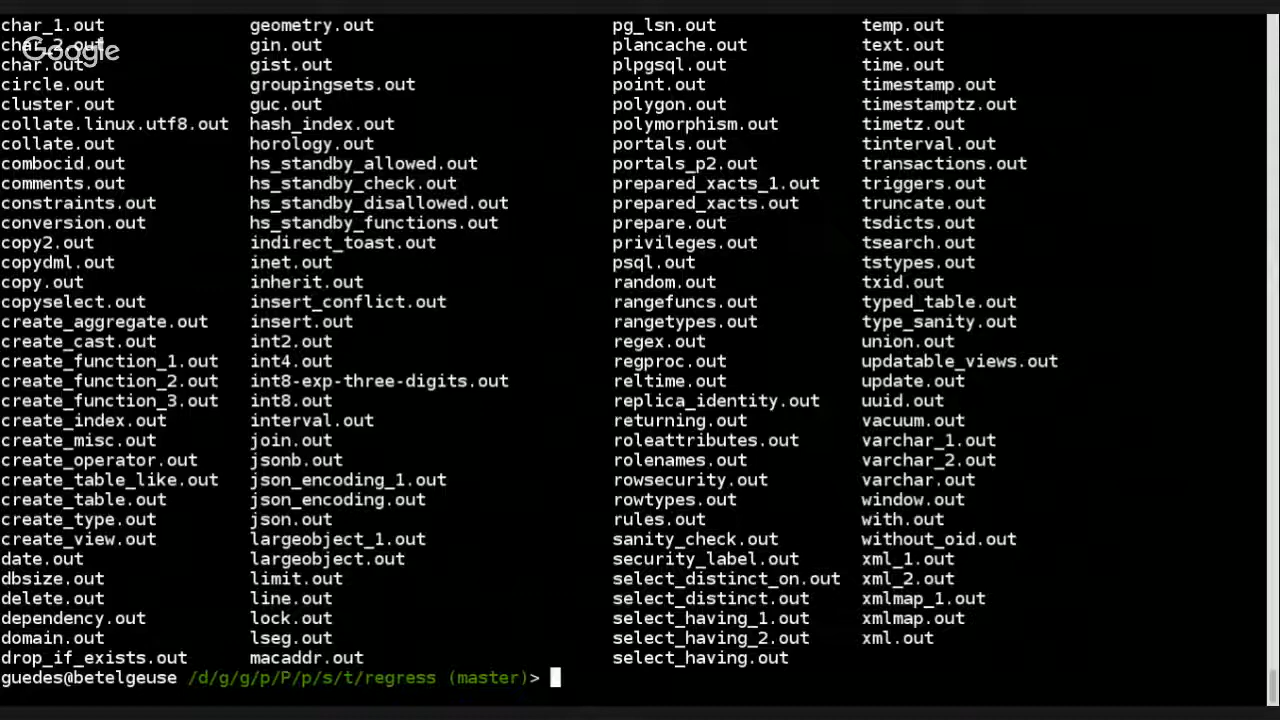 char_1.out geometry.out pg_lsn.out temp.out
char_2.out gin.out plancache.out text.out
Google
char.out gist.out plpgsql.out time.out
circle.out groupingsets.out point.out timestamp.out
cluster.out guc.out polygon.out timestamptz.out
collate.linux.utf8.out hash_index.out polymorphism.out timetz.out
collate.out horology.out portals.out tinterval.out
combocid.out hs_standby_allowed.out portals_p2.out transactions.out
comments.out hs_standby_check.out prepared_xacts_1.out triggers.out
constraints.out hs_standby_disallowed.out prepared_xacts.out truncate.out
conversion.out hs_standby_functions.out prepare.out tsdicts.out
copy2.out indirect_toast.out privileges.out tsearch.out
copydml.out inet.out psql.out tstypes.out
copy.out inherit.out random.out txid.out
copyselect.out insert_conflict.out rangefuncs.out typed_table.out
create_aggregate.out insert.out rangetypes.out type_sanity.out
create_cast.out int2.out regex.out union.out
create_function_1.out int4.out regproc.out updatable_views.out
create_function_2.out int8-exp-three-digits.out reltime.out update.out
create_function_3.out int8.out replica_identity.out uuid.out
create_index.out interval.out returning.out vacuum.out
create_misc.out join.out roleattributes.out varchar_1.out
create_operator.out jsonb.out rolenames.out varchar_2.out
create_table_like.out json_encoding_1.out rowsecurity.out varchar.out
create_table.out json_encoding.out rowtypes.out window.out
create_type.out json.out rules.out with.out
create_view.out largeobject_1.out sanity_check.out without_oid.out
date.out largeobject.out security_label.out xml_1.out
dbsize.out limit.out select_distinct_on.out xml_2.out
delete.out line.out select_distinct.out xmlmap_1.out
dependency.out lock.out select_having_1.out xmlmap.out
domain.out lseg.out select_having_2.out xml.out
drop_if_exists.out macaddr.out select_having.out
guedes@betelgeuse /d/g/g/p/P/p/s/t/regress (master)>